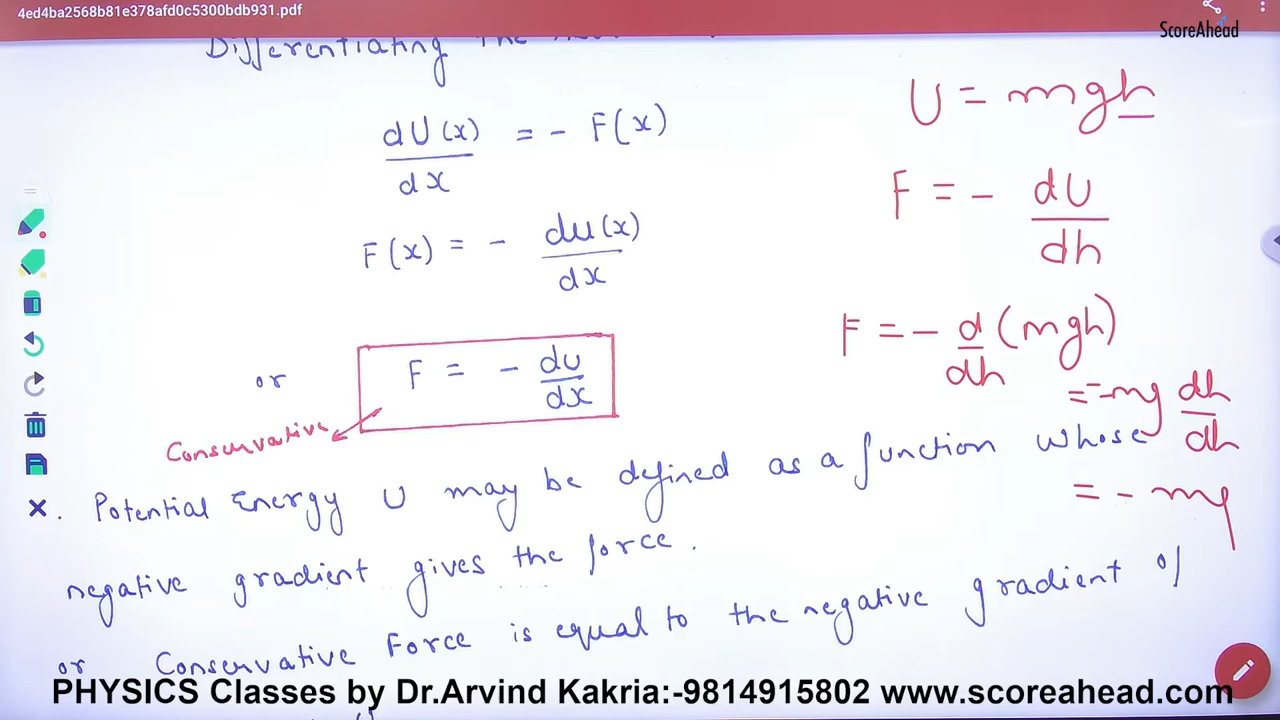 4ed4ba2568b81e378afd0c5300bdb931.pdf
ScoreAhead
Differentiating The
dU(x)/dx = - F(x)
F(x) = - du(x)/dx
or F = - du/dx
Conservative
U = mgh
F = - dU/dh
F = - d/dh (mgh)
= -mg dh/dh
= - mg
. Potential Energy U may be defined as a function whose
negative gradient gives the force.
or Conservative Force is equal to the negative gradient of
PHYSICS Classes by Dr.Arvind Kakria:-9814915802 www.scoreahead.com